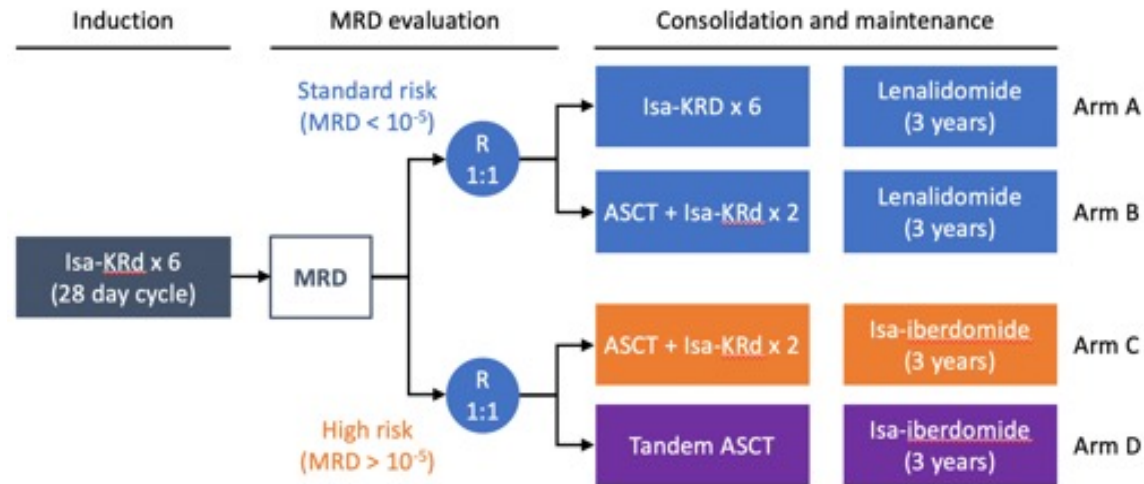 Induction
MRD evaluation
Consolidation and maintenance
Standard risk
(MRD < 10⁻⁵)
R
1:1
Isa-KRD x 6
Lenalidomide
(3 years)
Arm A
ASCT + Isa-KRd x 2
Lenalidomide
(3 years)
Arm B
Isa-KRd x 6
(28 day cycle)
MRD
High risk
(MRD > 10⁻⁵)
R
1:1
ASCT + Isa-KRd x 2
Isa-iberdomide
(3 years)
Arm C
Tandem ASCT
Isa-iberdomide
(3 years)
Arm D